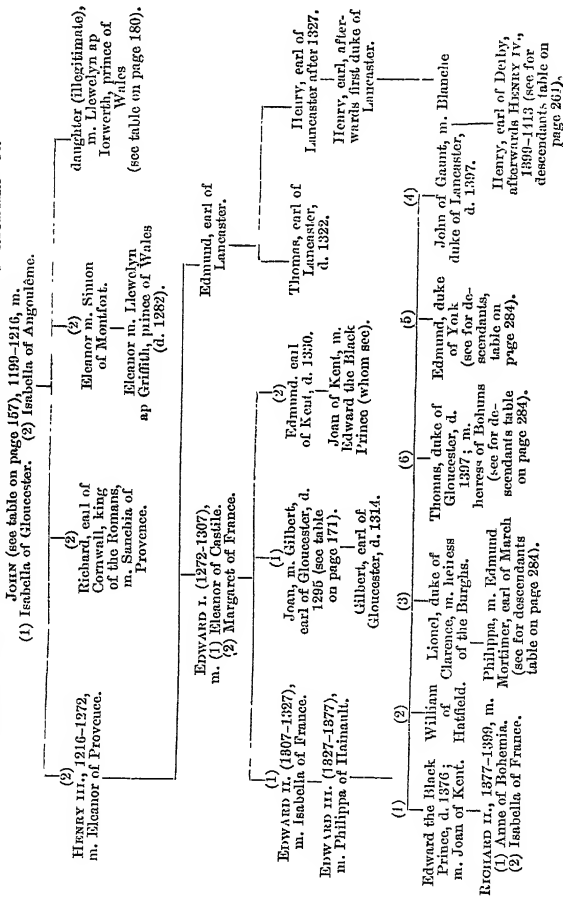 JOHN (see table on page 157), 1199–1216, m.
(1) Isabella of Gloucester. (2) Isabella of Angoulême.
(2)
HENRY III., 1216–1272,
m. Eleanor of Provence.
(2)
Richard, earl of
Cornwall, king
of the Romans,
m. Sanchia of
Provence.
(2)
Eleanor m. Simon
of Montfort.
Eleanor m. Llewelyn
ap Griffith, prince of Wales
(d. 1282).
daughter (illegitimate),
m. Llewelyn ap
Iorwerth, prince of
Wales
(see table on page 180).
EDWARD I. (1272-1307),
m. (1) Eleanor of Castile.
(2) Margaret of France.
Edmund, earl of
Lancaster.
(1)
EDWARD II. (1307–1327),
m. Isabella of France.
EDWARD III. (1327–1377),
m. Philippa of Hainault.
(1)
Joan, m. Gilbert,
earl of Gloucester, d.
1295 (see table
on page 171).
Gilbert, earl of
Gloucester, d. 1314.
(2)
Edmund, earl
of Kent, d. 1330.
Joan of Kent, m.
Edward the Black
Prince (whom see).
Thomas, earl of
Lancaster,
d. 1322.
Henry, earl of
Lancaster after 1327.
Henry, earl, after-
wards first duke of
Lancaster.
(1)
Edward the Black
Prince, d. 1376;
m. Joan of Kent.
RICHARD II., 1377–1399, m.
(1) Anne of Bohemia.
(2) Isabella of France.
(2)
William
of
Hatfield.
(3)
Lionel, duke of
Clarence, m. heiress
of the Burghs.
Philippa, m. Edmund
Mortimer, earl of March
(see for descendants
table on page 284).
(6)
Thomas, duke of
Gloucester, d.
1397; m.
heiress of Bohuns
(see for de-
scendants table
on page 284).
(5)
Edmund, duke
of York
(see for de-
scendants,
table on
page 284).
(4)
John of Gaunt, m. Blanche
duke of Lancaster,
d. 1397.
Henry, earl of Derby,
afterwards HENRY IV.,
1399-1413 (see for
descendants table on
page 261).